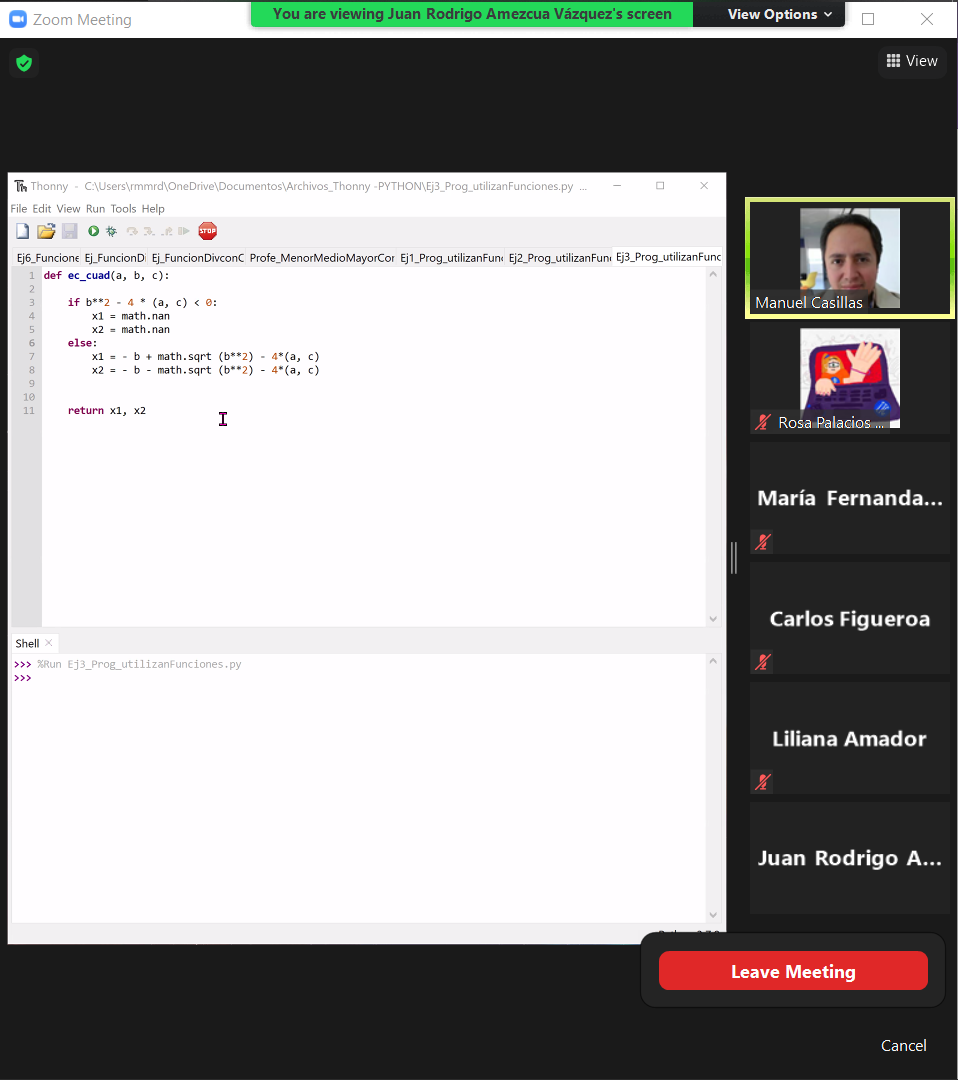 Zoom Meeting
You are viewing Juan Rodrigo Amezcua Vázquez's screen
View Options
View
Thonny - C:\Users\rmmrd\OneDrive\Documentos\Archivos_Thonny -PYTHON\Ej3_Prog_utilizanFunciones.py ...
File Edit View Run Tools Help
STOP
Ej6_Funcione Ej_FuncionDi Ej_FuncionDivconC Profe_MenorMedioMayorCor Ej1_Prog_utilizanFunc Ej2_Prog_utilizanFunc Ej3_Prog_utilizanFunc
1 def ec_cuad(a, b, c):
2
3 if b**2 - 4 * (a, c) < 0:
4 x1 = math.nan
5 x2 = math.nan
6 else:
7 x1 = - b + math.sqrt (b**2) - 4*(a, c)
8 x2 = - b - math.sqrt (b**2) - 4*(a, c)
9
10
11 return x1, x2
Shell
>>> %Run Ej3_Prog_utilizanFunciones.py
>>>
Manuel Casillas
Rosa Palacios ...
María Fernanda...
Carlos Figueroa
Liliana Amador
Juan Rodrigo A...
Leave Meeting
Cancel